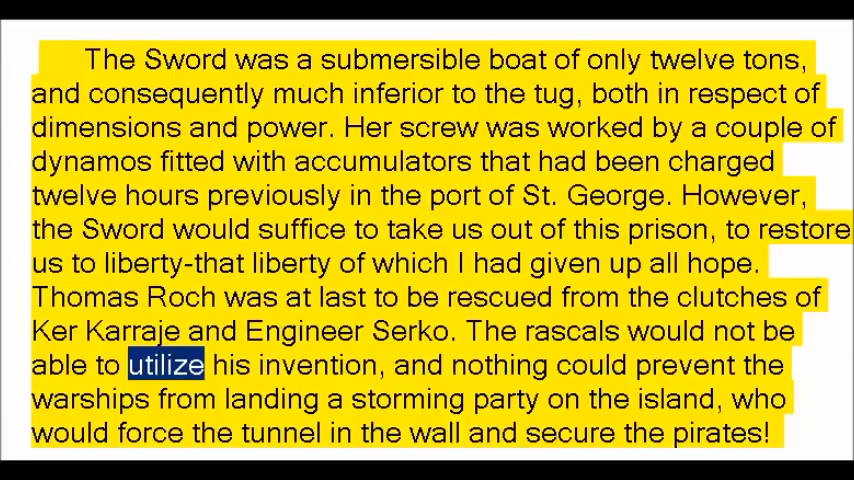 The Sword was a submersible boat of only twelve tons,
and consequently much inferior to the tug, both in respect of
dimensions and power. Her screw was worked by a couple of
dynamos fitted with accumulators that had been charged
twelve hours previously in the port of St. George. However,
the Sword would suffice to take us out of this prison, to restore
us to liberty-that liberty of which I had given up all hope.
Thomas Roch was at last to be rescued from the clutches of
Ker Karraje and Engineer Serko. The rascals would not be
able to utilize his invention, and nothing could prevent the
warships from landing a storming party on the island, who
would force the tunnel in the wall and secure the pirates!